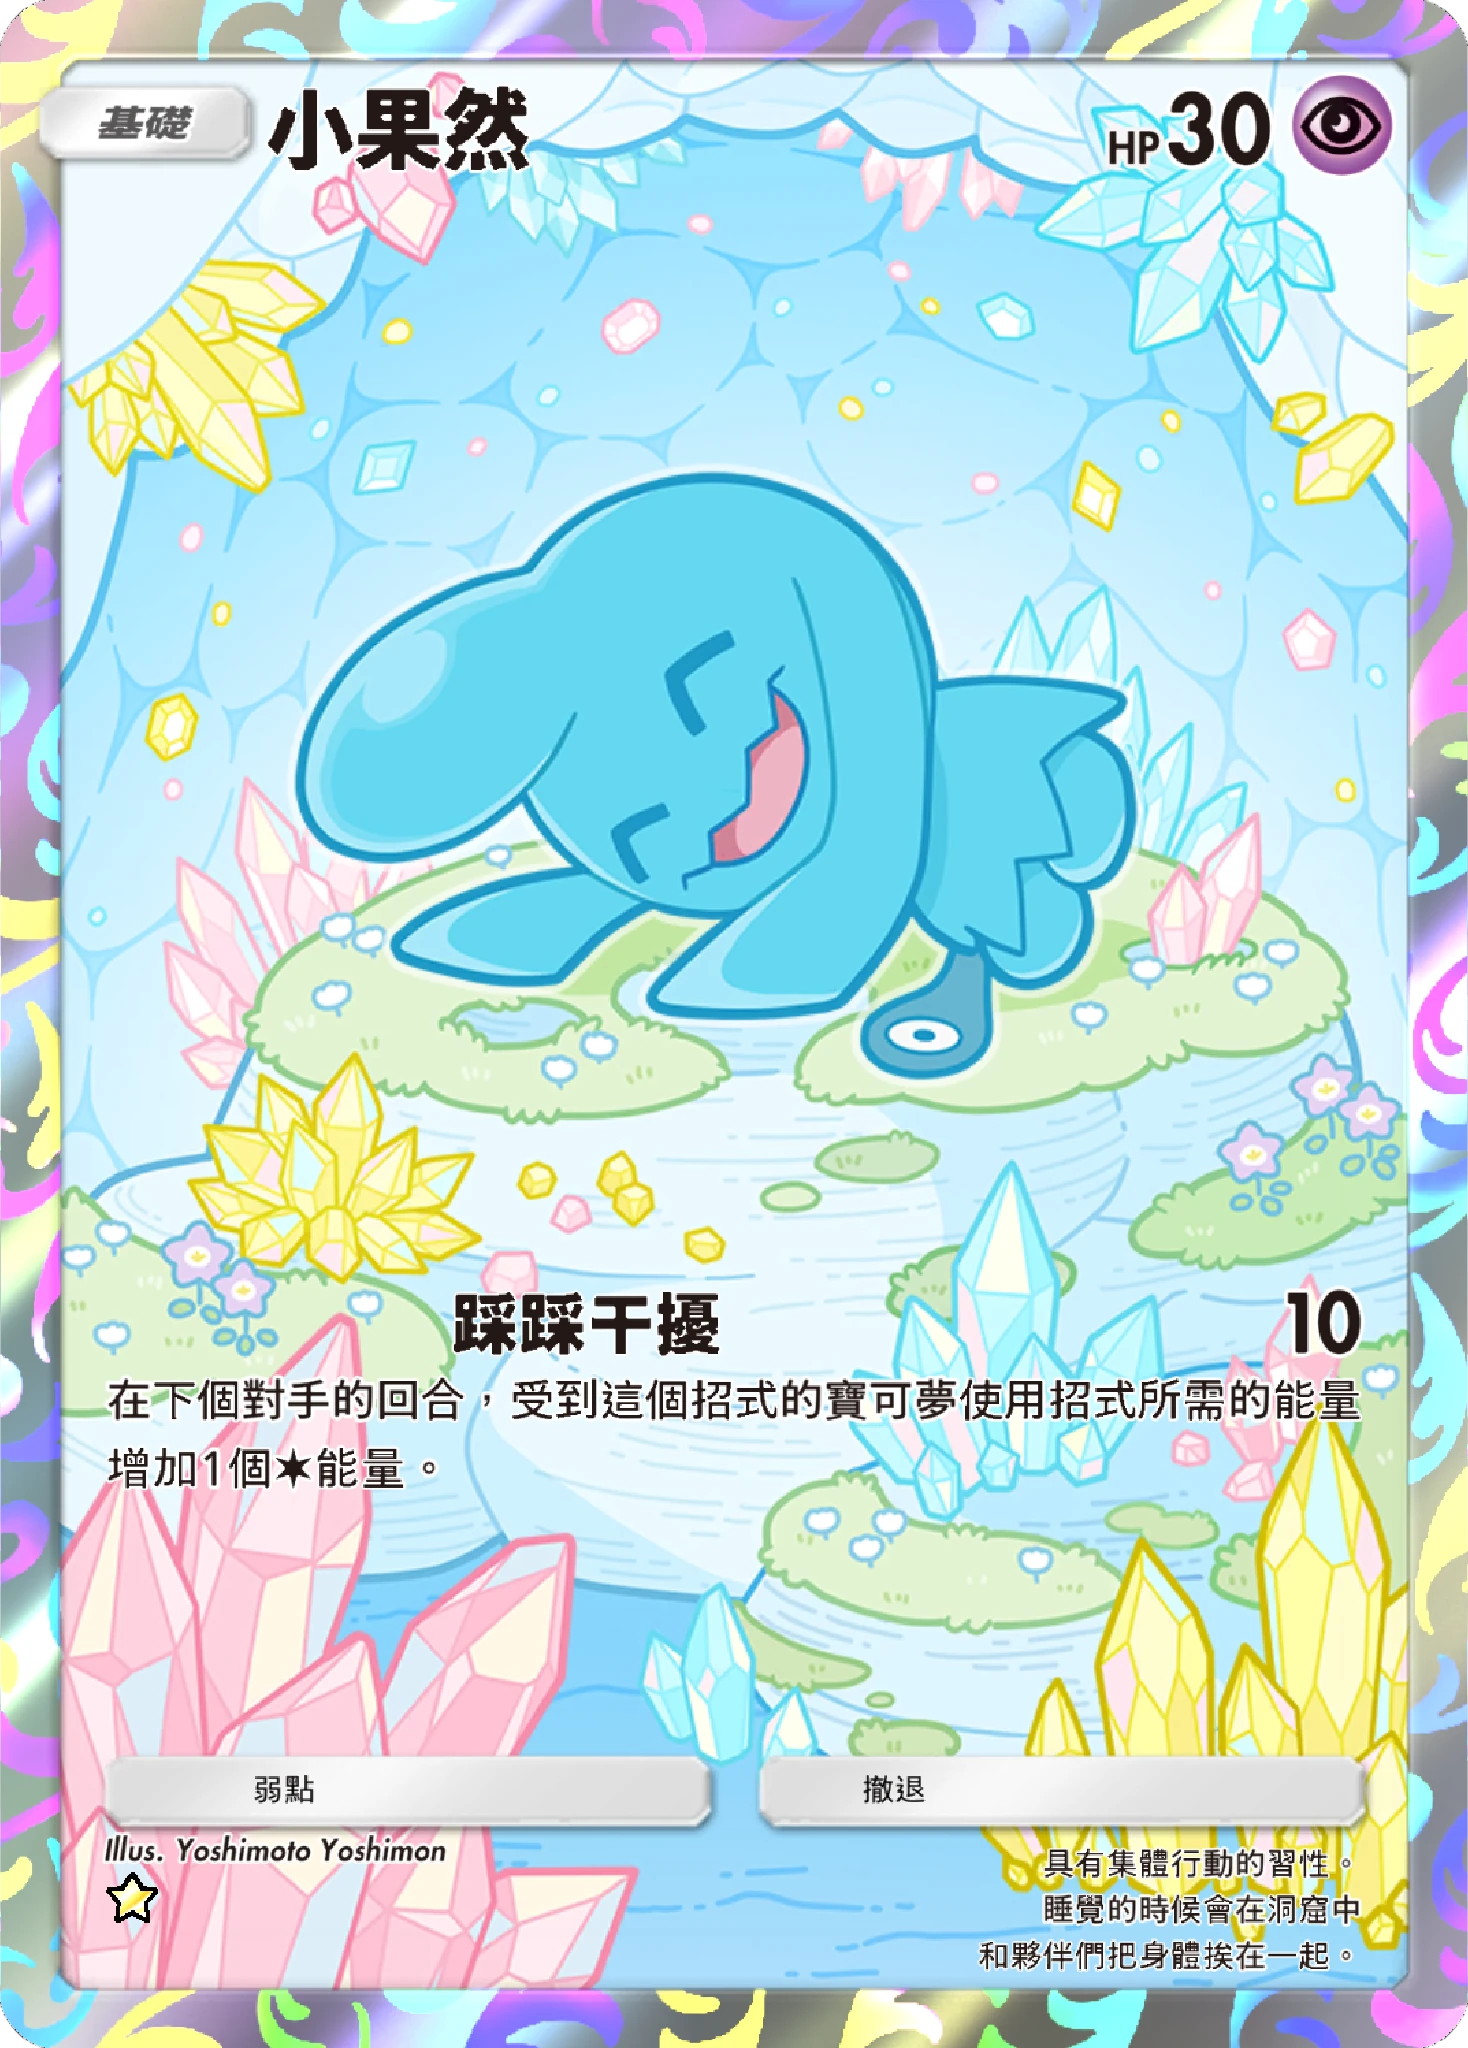 基礎
小果然
HP30
踩踩干擾 10
在下個對手的回合，受到這個招式的寶可夢使用招式所需的能量
增加1個✶能量。
弱點
撤退
Illus. Yoshimoto Yoshimon
具有集體行動的習性。
睡覺的時候會在洞窟中
和夥伴們把身體挨在一起。